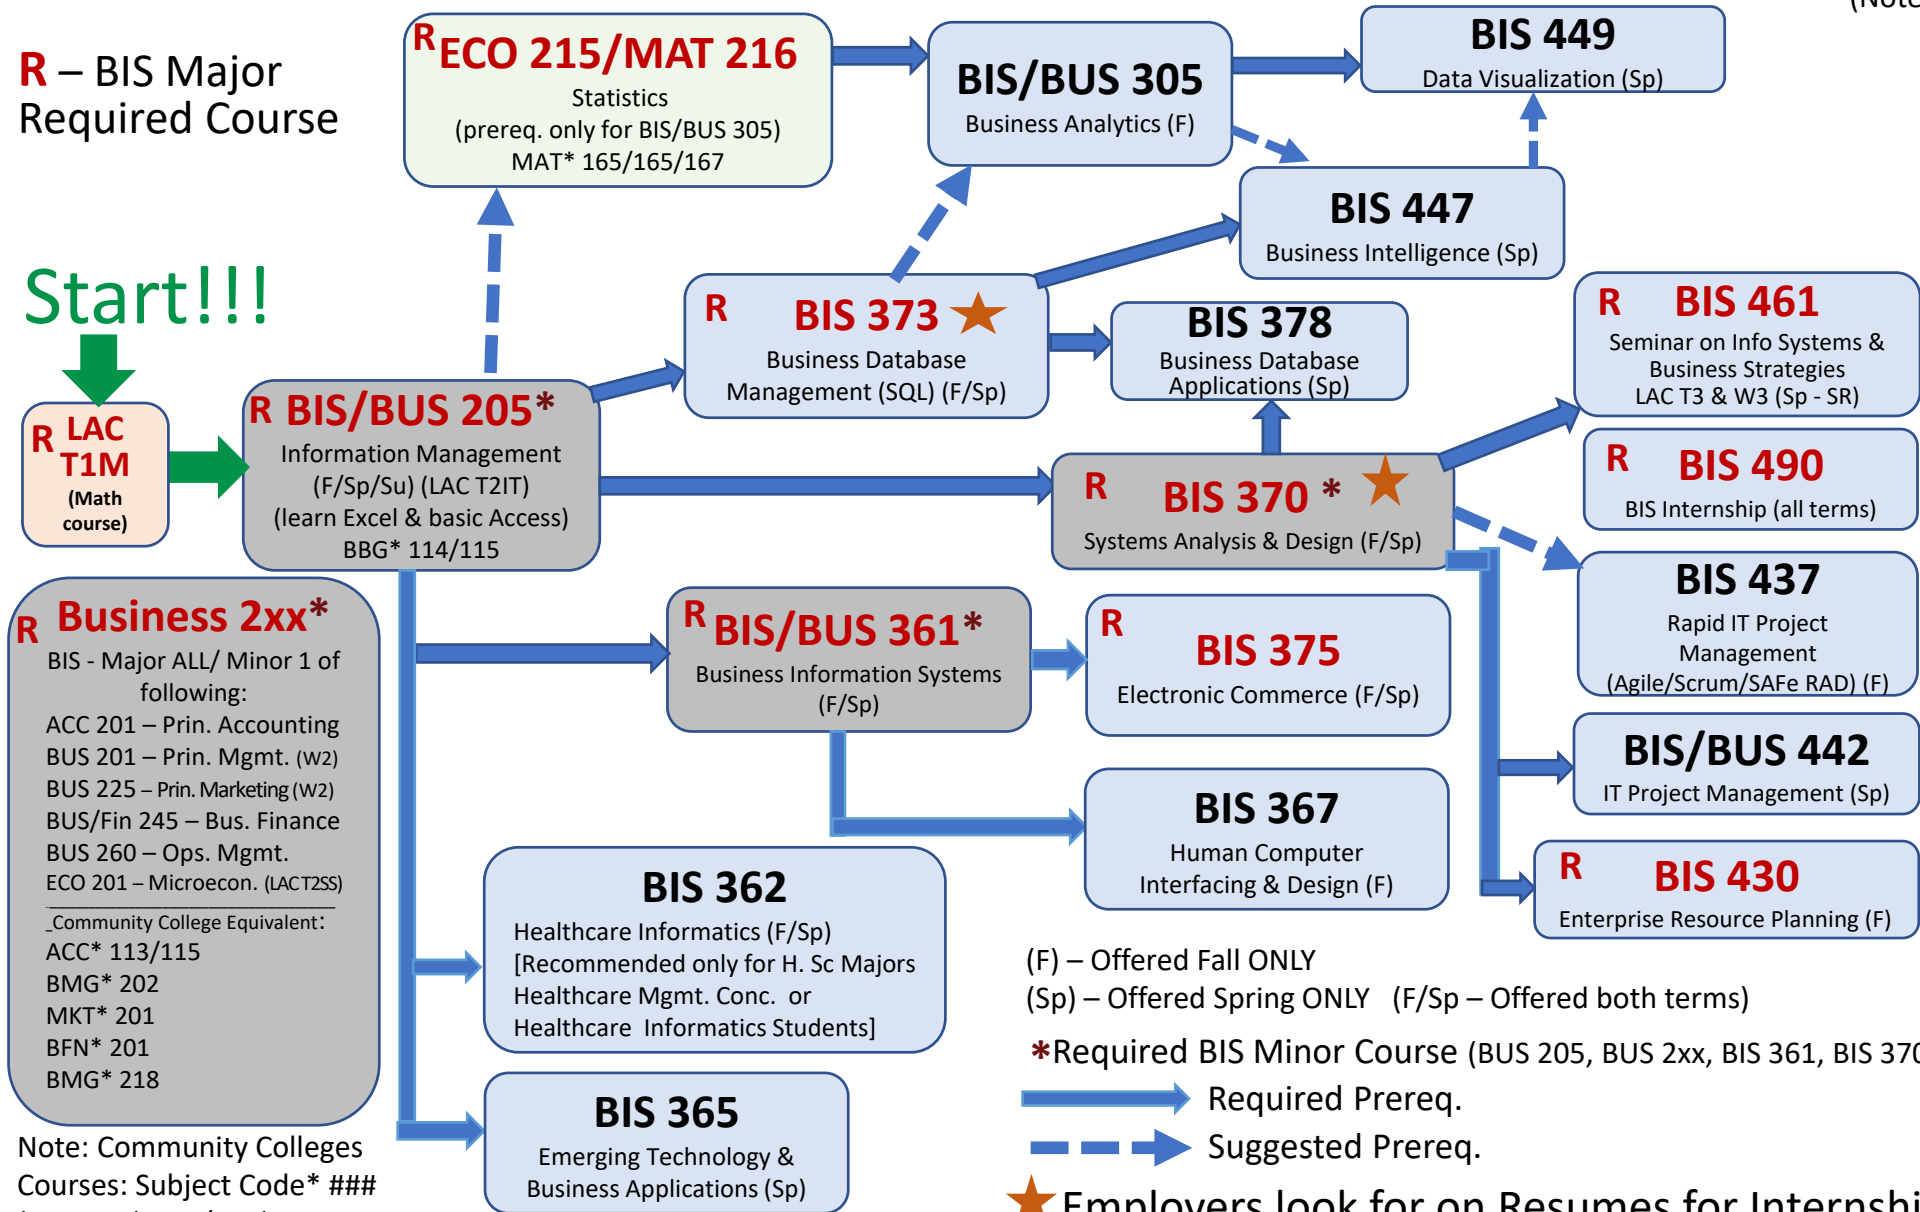 (Note
R – BIS Major
Required Course
R ECO 215/MAT 216
Statistics
(prereq. only for BIS/BUS 305)
MAT* 165/165/167
BIS/BUS 305
Business Analytics (F)
BIS 449
Data Visualization (Sp)
BIS 447
Business Intelligence (Sp)
Start!!!
R LAC
T1M
(Math
course)
R BIS/BUS 205*
Information Management
(F/Sp/Su) (LAC T2IT)
(learn Excel & basic Access)
BBG* 114/115
R BIS 373
Business Database
Management (SQL) (F/Sp)
BIS 378
Business Database
Applications (Sp)
R BIS 461
Seminar on Info Systems &
Business Strategies
LAC T3 & W3 (Sp - SR)
R BIS 370 *
Systems Analysis & Design (F/Sp)
R BIS 490
BIS Internship (all terms)
BIS 437
Rapid IT Project
Management
(Agile/Scrum/SAFe RAD) (F)
R Business 2xx*
BIS - Major ALL/ Minor 1 of
following:
ACC 201 – Prin. Accounting
BUS 201 – Prin. Mgmt. (W2)
BUS 225 – Prin. Marketing (W2)
BUS/Fin 245 – Bus. Finance
BUS 260 – Ops. Mgmt.
ECO 201 – Microecon. (LACT2SS)
_Community College Equivalent:
ACC* 113/115
BMG* 202
MKT* 201
BFN* 201
BMG* 218
R BIS/BUS 361*
Business Information Systems
(F/Sp)
R BIS 375
Electronic Commerce (F/Sp)
BIS/BUS 442
IT Project Management (Sp)
BIS 367
Human Computer
Interfacing & Design (F)
R BIS 430
Enterprise Resource Planning (F)
BIS 362
Healthcare Informatics (F/Sp)
[Recommended only for H. Sc Majors
Healthcare Mgmt. Conc. or
Healthcare Informatics Students]
BIS 365
Emerging Technology &
Business Applications (Sp)
(F) – Offered Fall ONLY
(Sp) – Offered Spring ONLY (F/Sp – Offered both terms)
*Required BIS Minor Course (BUS 205, BUS 2xx, BIS 361, BIS 370
Required Prereq.
Suggested Prereq.
Employers look for on Resumes for Internshi
Note: Community Colleges
Courses: Subject Code* ###